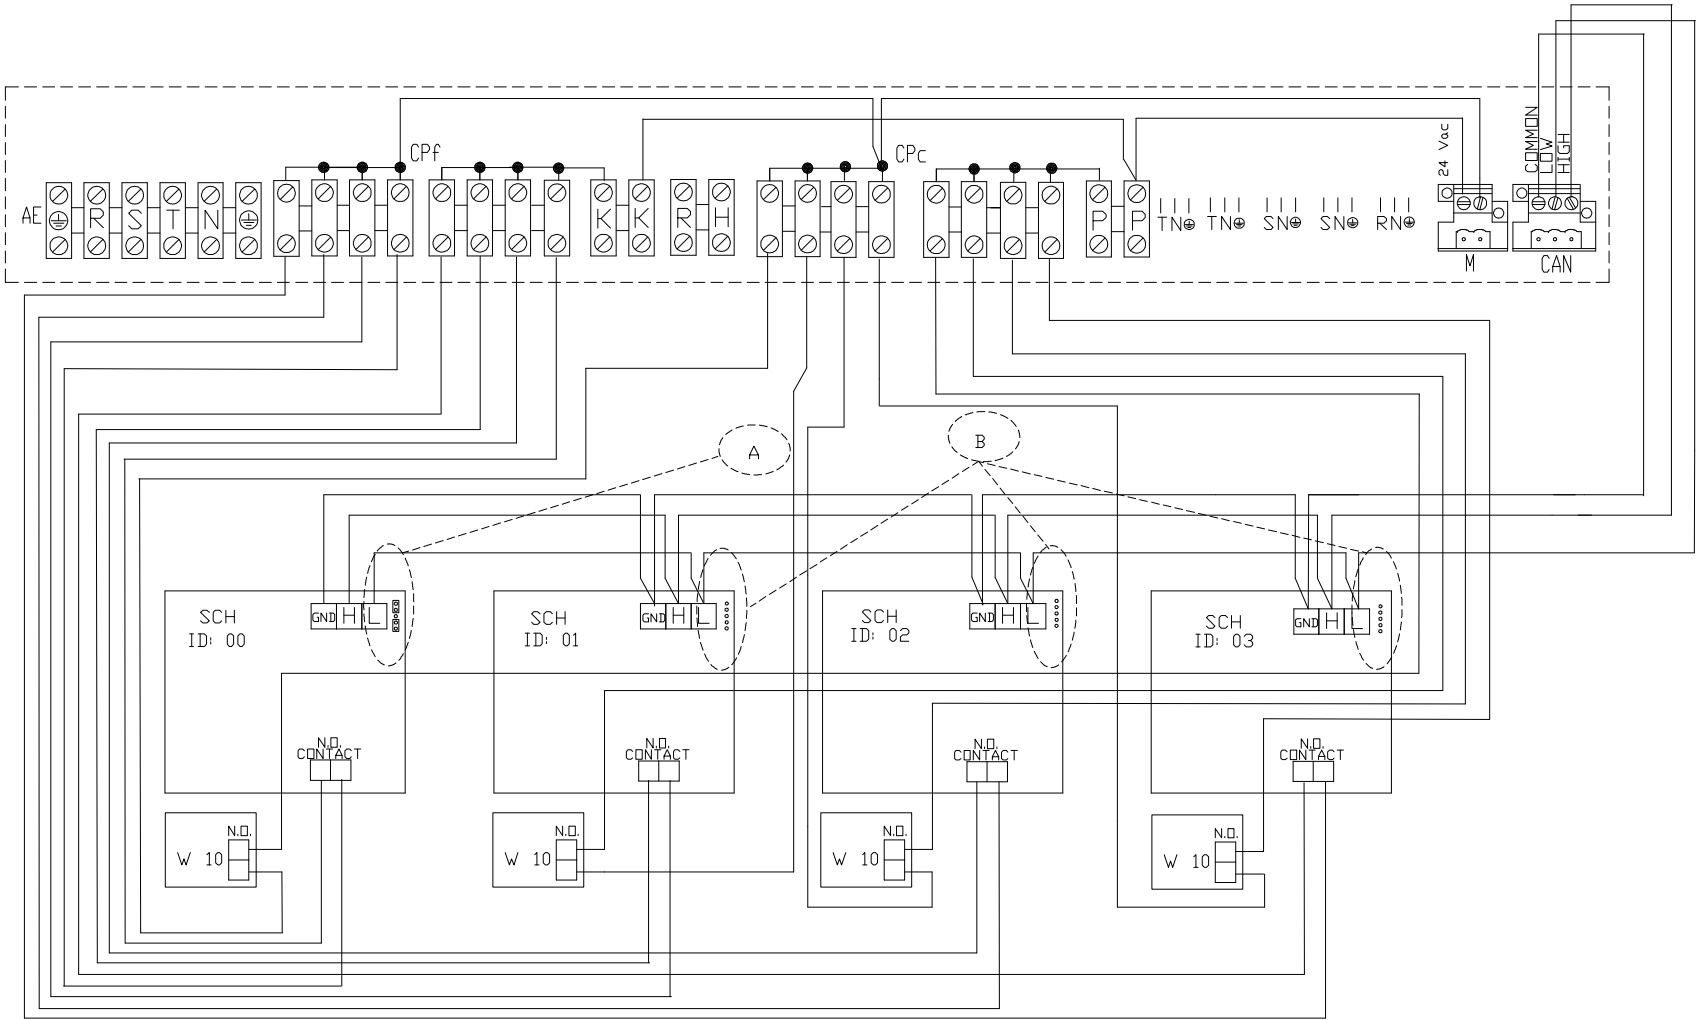 24 Vac
COMMON
LOW
HIGH
CPf
CPc
AE
R
S
T
N
K
K
R
H
P
P
TN
TN
SN
SN
RN
M
CAN
A
B
SCH
ID: 00
GND
H
L
SCH
ID: 01
GND
H
L
SCH
ID: 02
GND
H
L
SCH
ID: 03
GND
H
L
N.O.
CONTACT
N.O.
CONTACT
N.O.
CONTACT
N.O.
CONTACT
N.O.
W 10
N.O.
W 10
N.O.
W 10
N.O.
W 10